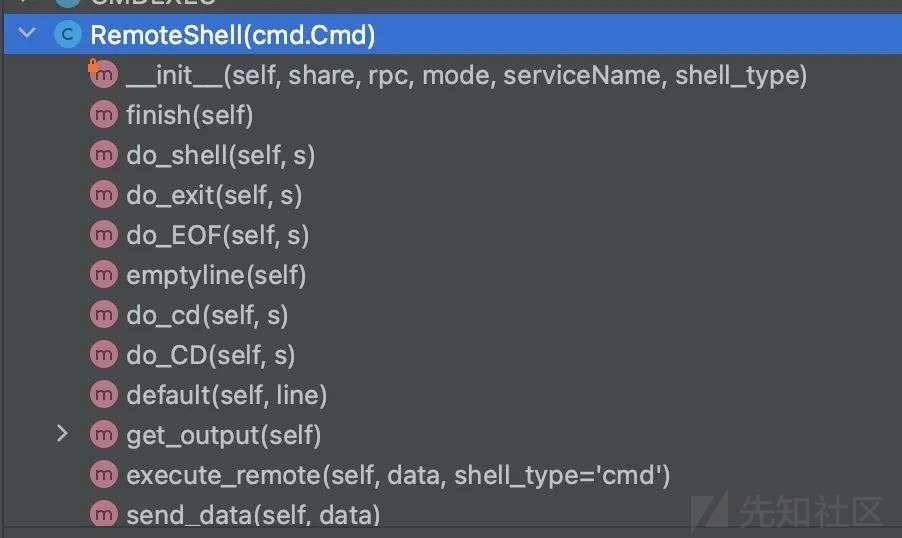 C RemoteShell(cmd.Cmd)
m __init__(self, share, rpc, mode, serviceName, shell_type)
m finish(self)
m do_shell(self, s)
m do_exit(self, s)
m do_EOF(self, s)
m emptyline(self)
m do_cd(self, s)
m do_CD(self, s)
m default(self, line)
m get_output(self)
m execute_remote(self, data, shell_type='cmd')
m send_data(self, data)
先知社区